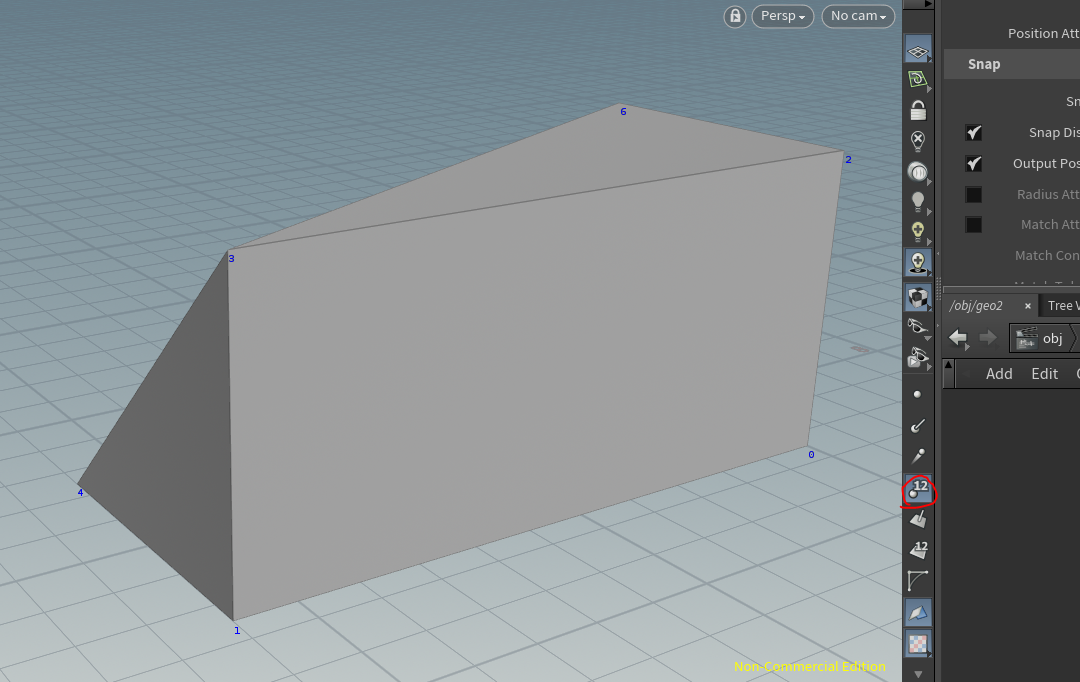 Persp
No cam
Position Att
Snap
Sn
Snap Dis
Output Pos
Radius Att
Match Att
Match Con
/obj/geo2
×
Tree V
obj
Add
Edit
12
12
6
2
3
4
0
1
Non-Commercial Edition